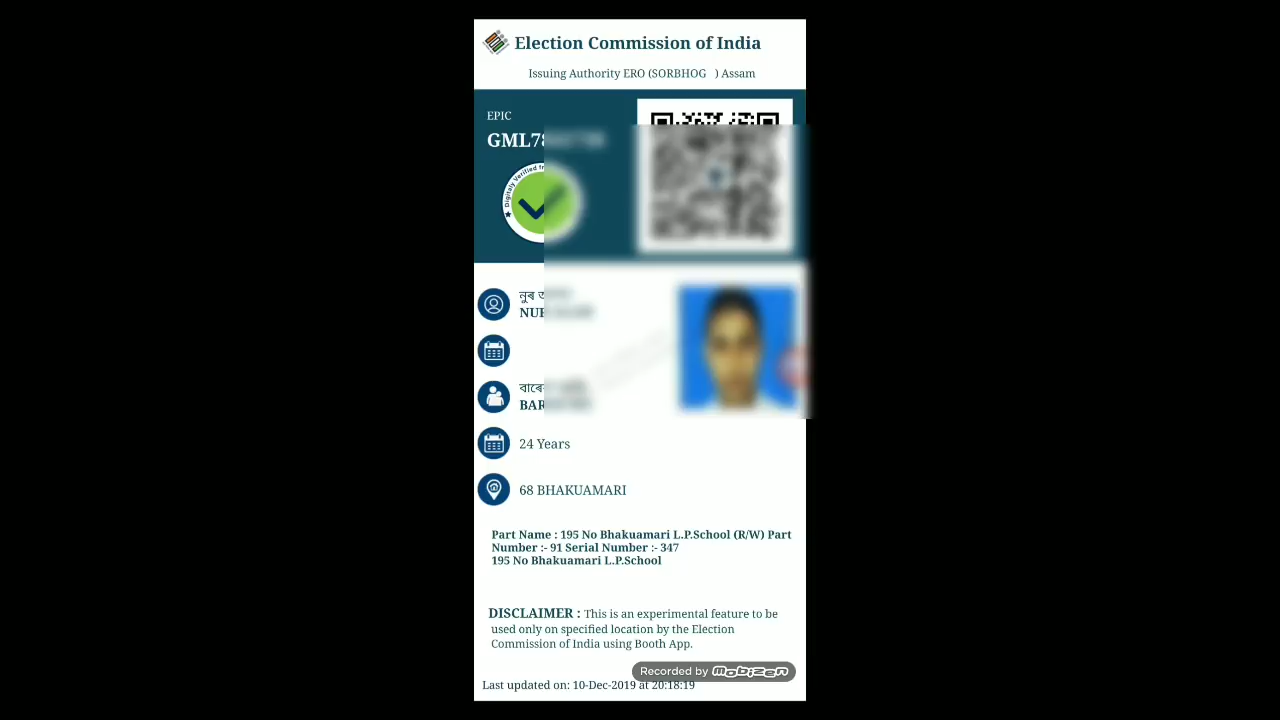 Election Commission of India
Issuing Authority ERO (SORBHOG ) Assam
EPIC
Digitaly Verified
নুৰ
24 Years
68 BHAKUAMARI
Part Name : 195 No Bhakuamari L.P.School (R/W) Part
Number :- 91 Serial Number :- 347
195 No Bhakuamari L.P.School
DISCLAIMER : This is an experimental feature to be
used only on specified location by the Election
Commission of India using Booth App.
Recorded by Mobizen
Last updated on: 10-Dec-2019 at 20:18:19